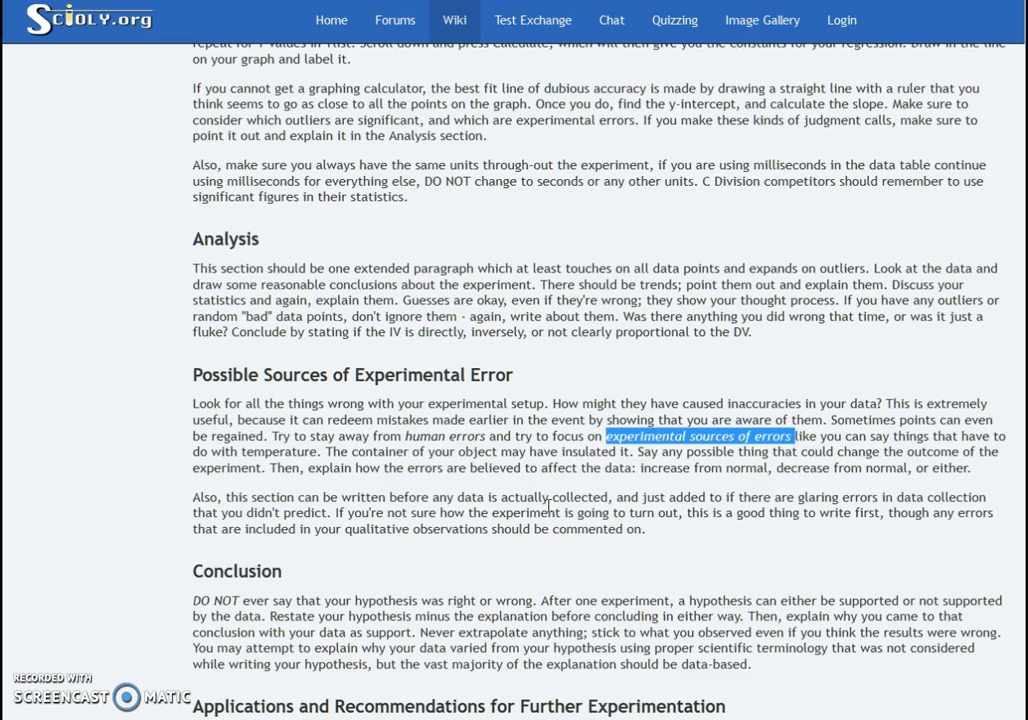 SCIOLY.org
Home Forums Wiki Test Exchange Chat Quizzing Image Gallery Login
on your graph and label it.
If you cannot get a graphing calculator, the best fit line of dubious accuracy is made by drawing a straight line with a ruler that you
think seems to go as close to all the points on the graph. Once you do, find the y-intercept, and calculate the slope. Make sure to
consider which outliers are significant, and which are experimental errors. If you make these kinds of judgment calls, make sure to
point it out and explain it in the Analysis section.
Also, make sure you always have the same units through-out the experiment, if you are using milliseconds in the data table continue
using milliseconds for everything else, DO NOT change to seconds or any other units. C Division competitors should remember to use
significant figures in their statistics.
Analysis
This section should be one extended paragraph which at least touches on all data points and expands on outliers. Look at the data and
draw some reasonable conclusions about the experiment. There should be trends; point them out and explain them. Discuss your
statistics and again, explain them. Guesses are okay, even if they're wrong; they show your thought process. If you have any outliers or
random "bad" data points, don't ignore them - again, write about them. Was there anything you did wrong that time, or was it just a
fluke? Conclude by stating if the IV is directly, inversely, or not clearly proportional to the DV.
Possible Sources of Experimental Error
Look for all the things wrong with your experimental setup. How might they have caused inaccuracies in your data? This is extremely
useful, because it can redeem mistakes made earlier in the event by showing that you are aware of them. Sometimes points can even
be regained. Try to stay away from human errors and try to focus on experimental sources of errors like you can say things that have to
do with temperature. The container of your object may have insulated it. Say any possible thing that could change the outcome of the
experiment. Then, explain how the errors are believed to affect the data: increase from normal, decrease from normal, or either.
Also, this section can be written before any data is actually collected, and just added to if there are glaring errors in data collection
that you didn't predict. If you're not sure how the experiment is going to turn out, this is a good thing to write first, though any errors
that are included in your qualitative observations should be commented on.
Conclusion
DO NOT ever say that your hypothesis was right or wrong. After one experiment, a hypothesis can either be supported or not supported
by the data. Restate your hypothesis minus the explanation before concluding in either way. Then, explain why you came to that
conclusion with your data as support. Never extrapolate anything; stick to what you observed even if you think the results were wrong.
You may attempt to explain why your data varied from your hypothesis using proper scientific terminology that was not considered
while writing your hypothesis, but the vast majority of the explanation should be data-based.
RECORDED WITH
SCREENCAST MATIC
Applications and Recommendations for Further Experimentation